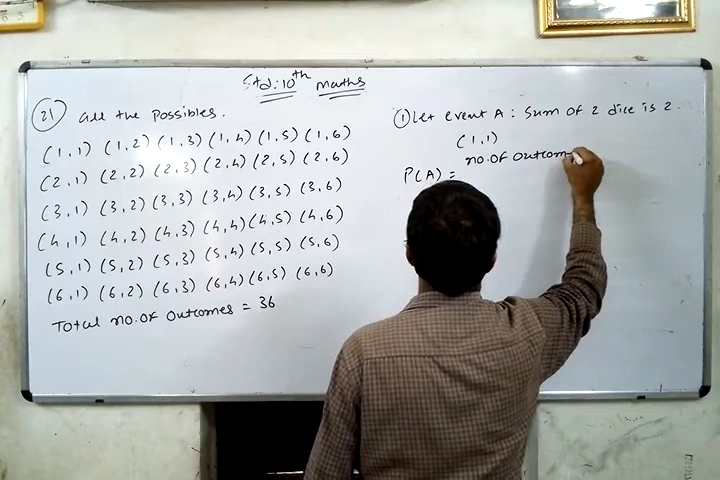 Std:10th maths
21 all the possibles.
(1,1) (1,2) (1,3) (1,4) (1,5) (1,6)
(2,1) (2,2) (2,3) (2,4) (2,5) (2,6)
(3,1) (3,2) (3,3) (3,4) (3,5) (3,6)
(4,1) (4,2) (4,3) (4,4) (4,5) (4,6)
(5,1) (5,2) (5,3) (5,4) (5,5) (5,6)
(6,1) (6,2) (6,3) (6,4) (6,5) (6,6)
Total no.of outcomes = 36
1 Let event A : Sum of 2 dice is 2.
(1,1)
no.of outcom
P(A) =